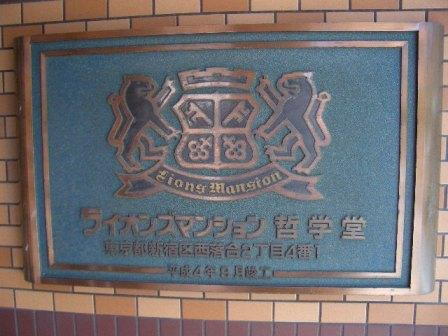 Lions Mansion
ライオンズマンション 哲学堂
東京都新宿区西落合2丁目4番1
平成4年8月竣工